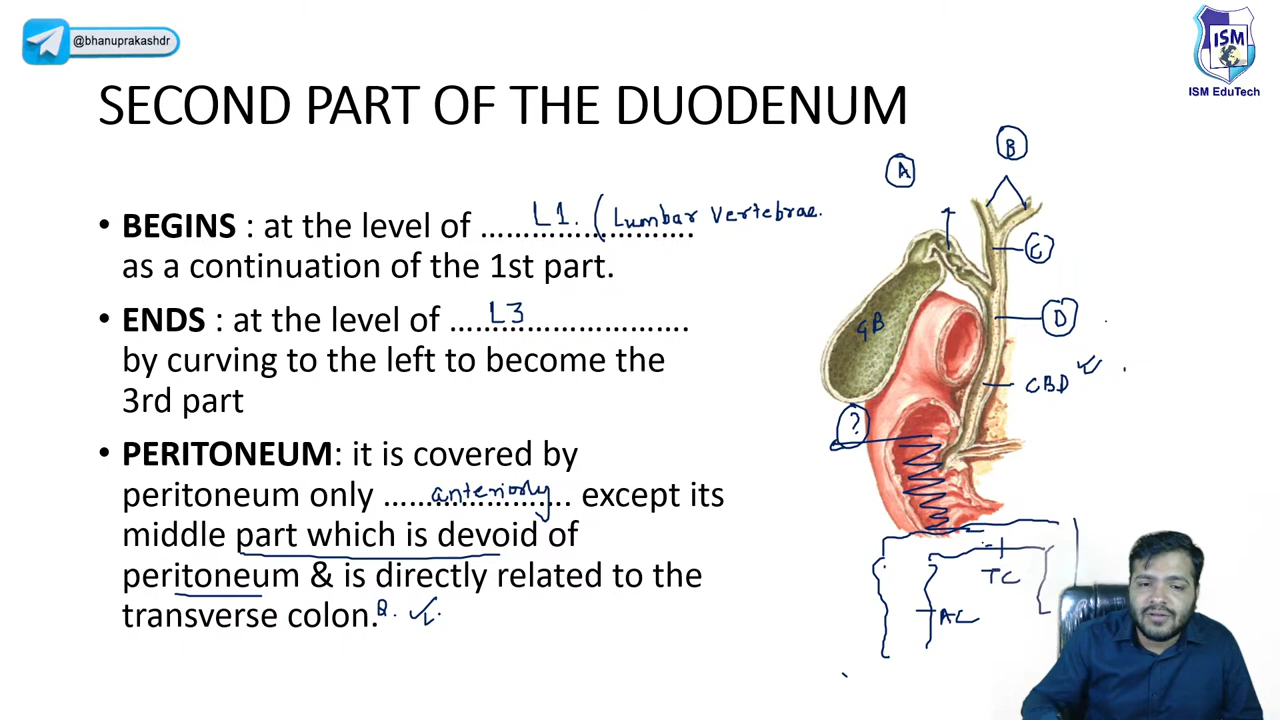 @bhanuprakashdr
ISM
ISM EduTech
SECOND PART OF THE DUODENUM
• BEGINS : at the level of L1. (Lumbar vertebrae.
as a continuation of the 1st part.
• ENDS : at the level of L3
by curving to the left to become the
3rd part
• PERITONEUM: it is covered by
peritoneum only anteriorly except its
middle part which is devoid of
peritoneum & is directly related to the
transverse colon.
A
B
C
D
GB
CBD
?
TC
AC
ISM EduTech